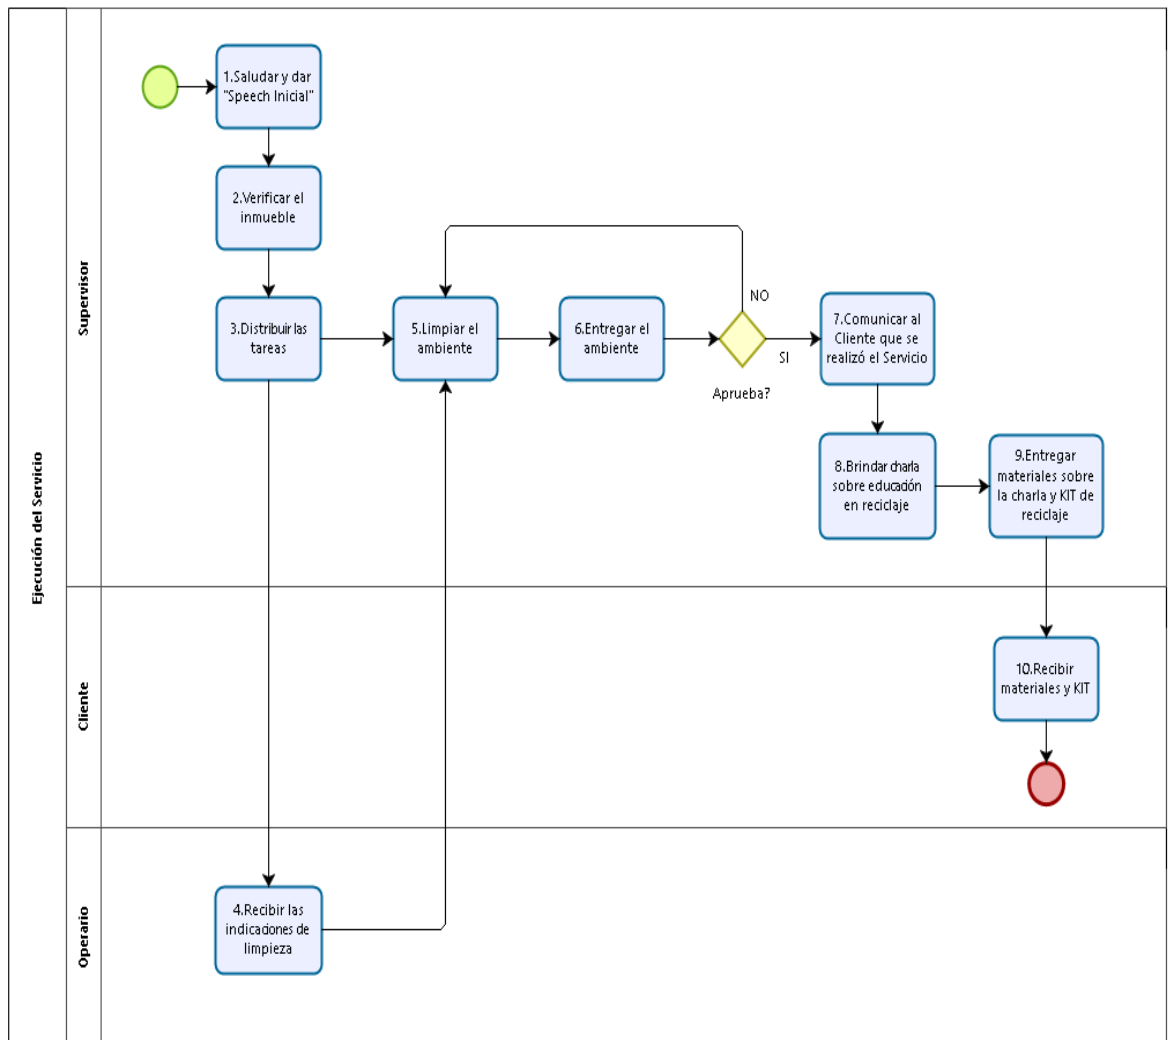 Ejecución del Servicio
Supervisor
1.Saludar y dar
"Speech Inicial"
2.Verificar el
inmueble
3.Distribuir las
tareas
5.Limpiar el
ambiente
6.Entregar el
ambiente
NO
SI
Aprueba?
7.Comunicar al
Cliente que se
realizó el Servicio
8.Brindar charla
sobre educación
en reciclaje
9.Entregar
materiales sobre
la charla y KIT de
reciclaje
Cliente
10.Recibir
materiales y KIT
Operario
4.Recibir las
indicaciones de
limpieza